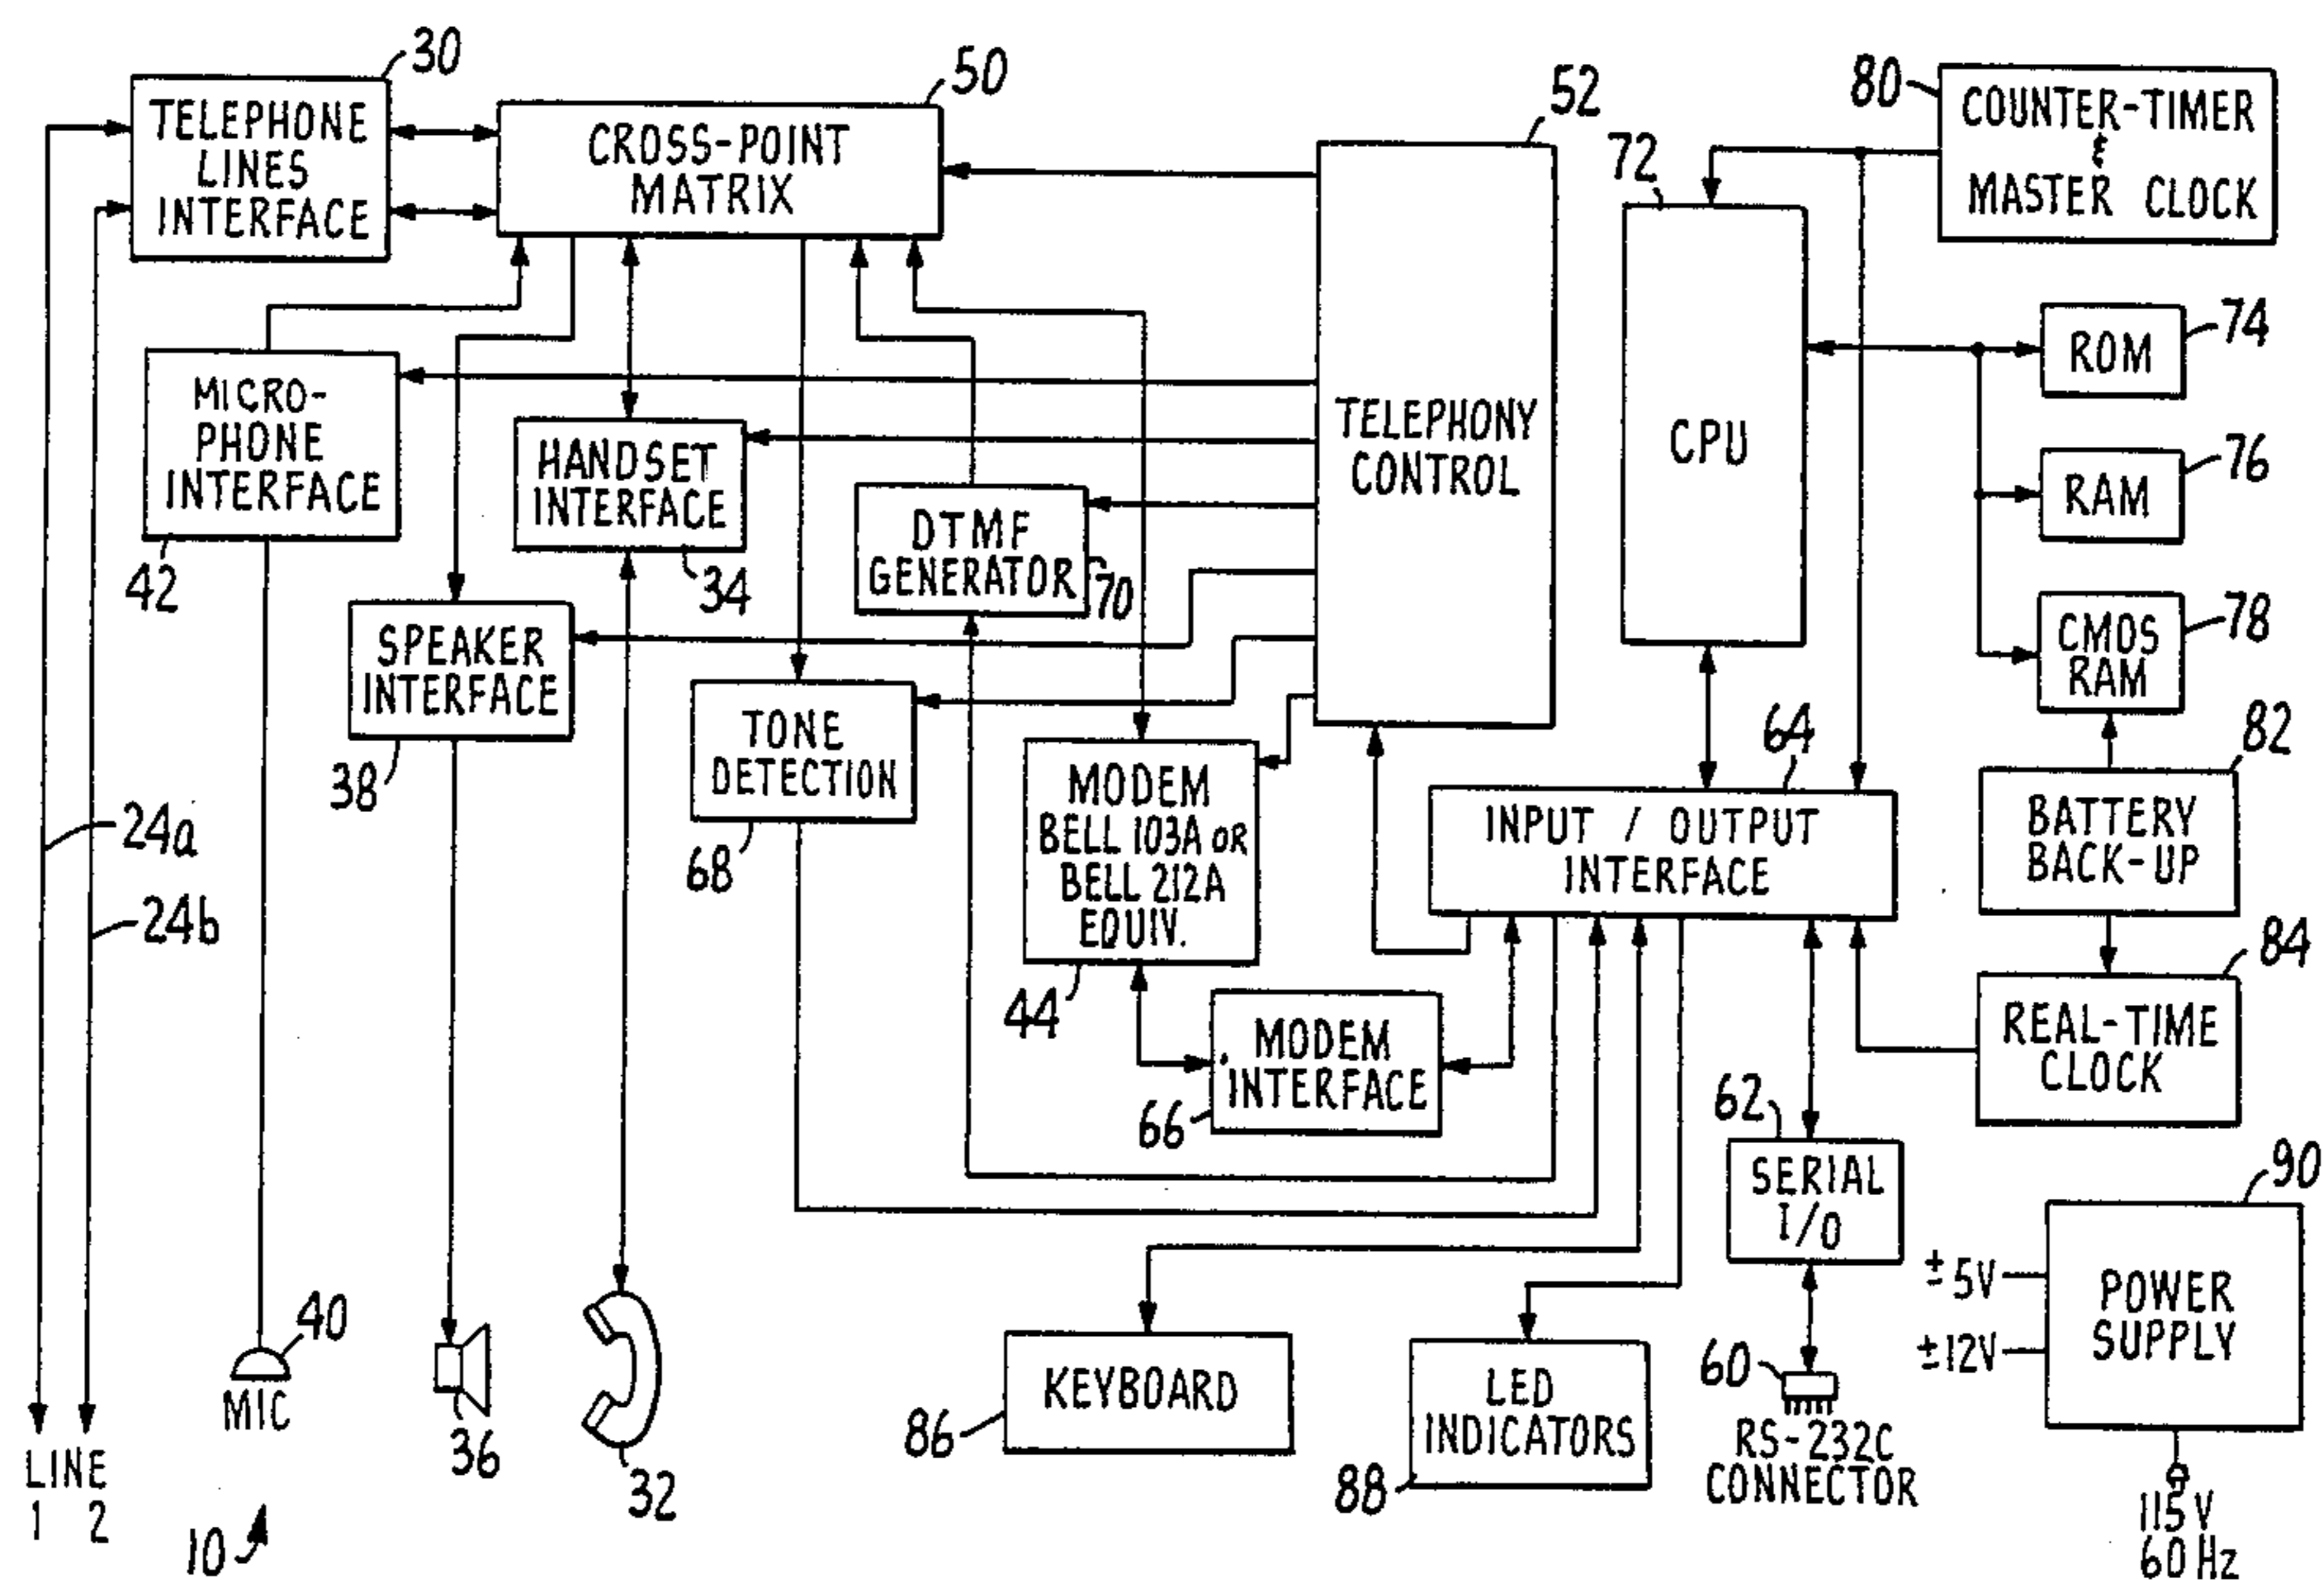 30
TELEPHONE
LINES
INTERFACE
50
CROSS-POINT
MATRIX
52
TELEPHONY
CONTROL
72
CPU
80
COUNTER-TIMER
&
MASTER CLOCK
ROM
74
RAM
76
CMOS
RAM
78
MICRO-
PHONE
INTERFACE
42
HANDSET
INTERFACE
34
DTMF
GENERATOR
70
SPEAKER
INTERFACE
38
TONE
DETECTION
68
MODEM
BELL 103A OR
BELL 212A
EQUIV.
44
64
INPUT / OUTPUT
INTERFACE
82
BATTERY
BACK-UP
84
REAL-TIME
CLOCK
24a
24b
MODEM
INTERFACE
66
62
SERIAL
I/O
90
POWER
SUPPLY
±5V
±12V
115V
60 Hz
40
MIC
36
32
KEYBOARD
86
LED
INDICATORS
88
60
RS-232C
CONNECTOR
LINE
1 2
10